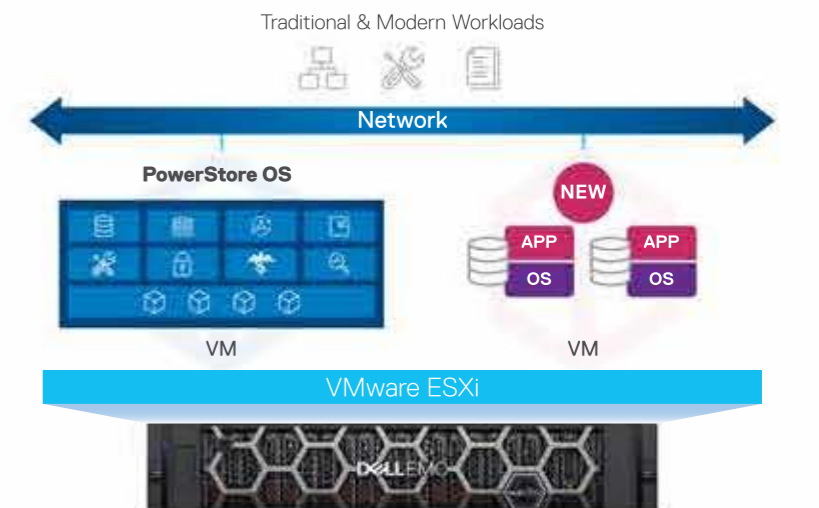 Traditional & Modern Workloads
Network
PowerStore OS
NEW
APP
APP
OS
OS
VM
VM
VMware ESXi
DELLEMC